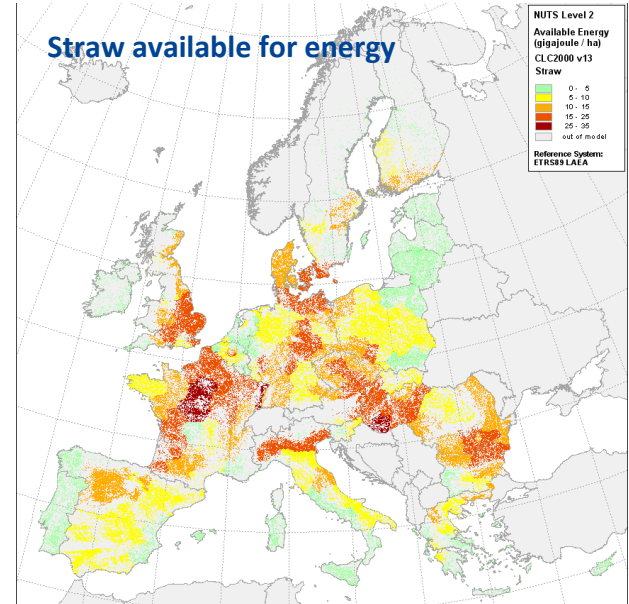 Straw available for energy
NUTS Level 2
Available Energy
(gigajoule / ha)
CLC2000 v13
Straw
0 - 5
5 - 10
10 - 15
15 - 25
25 - 35
out of model
Reference System:
ETRS89 LAEA